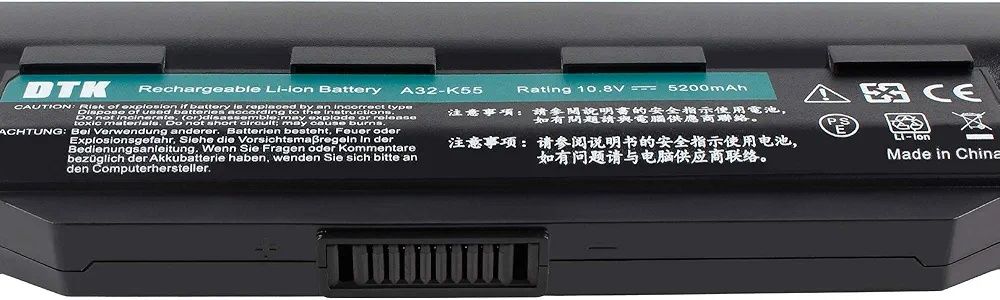 DTK Rechargeable Li-ion Battery A32-K55 Rating 10.8V 5200mAh
CAUTION: Risk of explosion if battery is replaced by an incorrect type
Dispose of used batteries according to the instructions.
Do not incinerate, (or)disassemble;may explode or release
toxic materials. Do not short circuit; may cause burns.
ACHTUNG: Bei Verwendung anderer. Batterien besteht, Feuer oder
Explosionsgefahr, Siehe die Vorsichtsmaßregeln in der
Bedienungsanleitung. Wenn Sie Fragen oder Kommentare
bezüglich der Akkubatterie haben, wenden Sie sich bitte an
den Computerhersteller.
注意事項: 請參閱說明書的安全指示使用電池,
如有問題請與電腦供應商聯絡。
注意事项: 请参阅说明书的安全指示使用电池,
如有问题请与电脑供应商联络。
CE
PS
E
Li-ion
Made in China
+ −